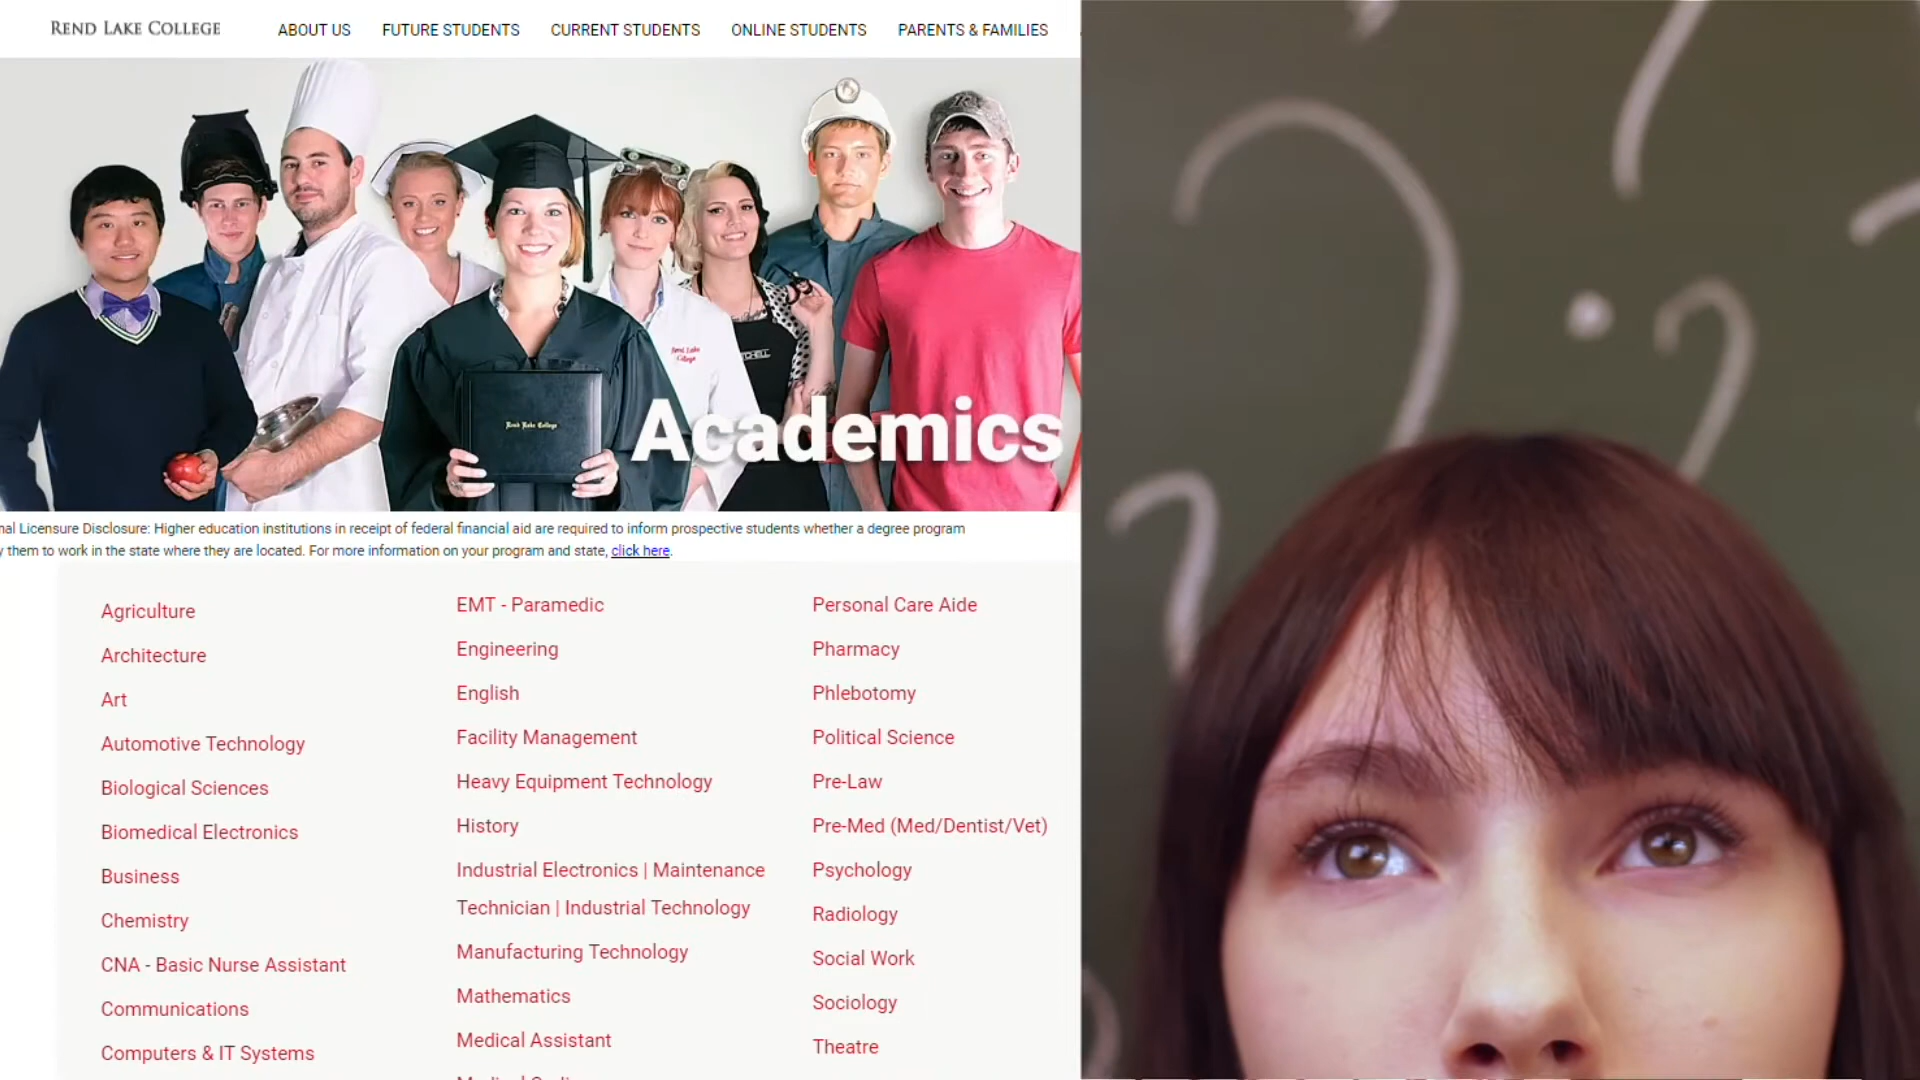 REND LAKE COLLEGE
ABOUT US
FUTURE STUDENTS
CURRENT STUDENTS
ONLINE STUDENTS
PARENTS & FAMILIES
Rend Lake
College
Rend Lake College
Academics
nal Licensure Disclosure: Higher education institutions in receipt of federal financial aid are required to inform prospective students whether a degree program
y them to work in the state where they are located. For more information on your program and state, click here.
Agriculture
Architecture
Art
Automotive Technology
Biological Sciences
Biomedical Electronics
Business
Chemistry
CNA - Basic Nurse Assistant
Communications
Computers & IT Systems
EMT - Paramedic
Engineering
English
Facility Management
Heavy Equipment Technology
History
Industrial Electronics | Maintenance
Technician | Industrial Technology
Manufacturing Technology
Mathematics
Medical Assistant
Personal Care Aide
Pharmacy
Phlebotomy
Political Science
Pre-Law
Pre-Med (Med/Dentist/Vet)
Psychology
Radiology
Social Work
Sociology
Theatre
? ? ? ?